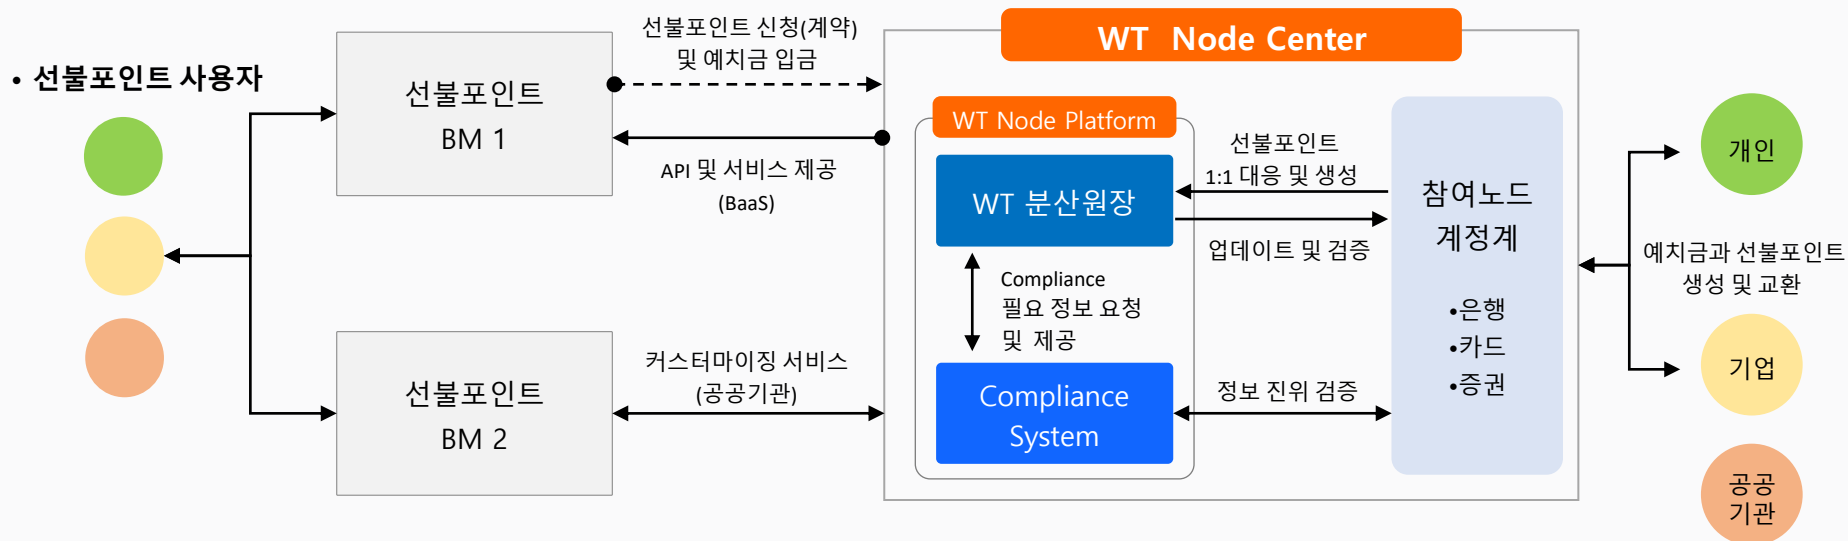 • 선불포인트 사용자
선불포인트
BM 1
선불포인트
BM 2
선불포인트 신청(계약)
및 예치금 입금
API 및 서비스 제공
(BaaS)
커스터마이징 서비스
(공공기관)
WT Node Center
WT Node Platform
WT 분산원장
Compliance
필요 정보 요청
및 제공
Compliance
System
선불포인트
1:1 대응 및 생성
업데이트 및 검증
정보 진위 검증
참여노드
계정계
•은행
•카드
•증권
개인
예치금과 선불포인트
생성 및 교환
기업
공공
기관